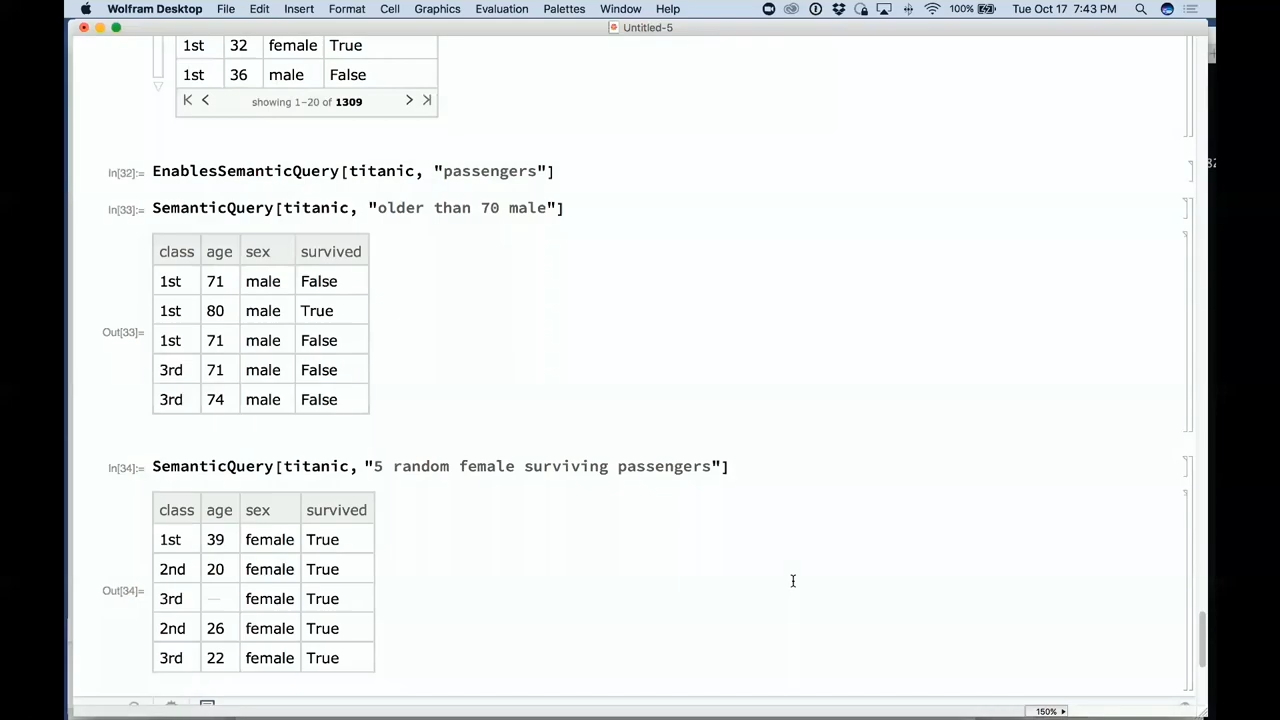 Wolfram Desktop File Edit Insert Format Cell Graphics Evaluation Palettes Window Help 100% Tue Oct 17 7:43 PM
Untitled-5
1st 32 female True
1st 36 male False
showing 1–20 of 1309
In[32]:= EnablesSemanticQuery[titanic, "passengers"]
In[33]:= SemanticQuery[titanic, "older than 70 male"]
class age sex survived
1st 71 male False
1st 80 male True
Out[33]=
1st 71 male False
3rd 71 male False
3rd 74 male False
In[34]:= SemanticQuery[titanic, "5 random female surviving passengers"]
class age sex survived
1st 39 female True
2nd 20 female True
Out[34]=
3rd — female True
2nd 26 female True
3rd 22 female True
150%